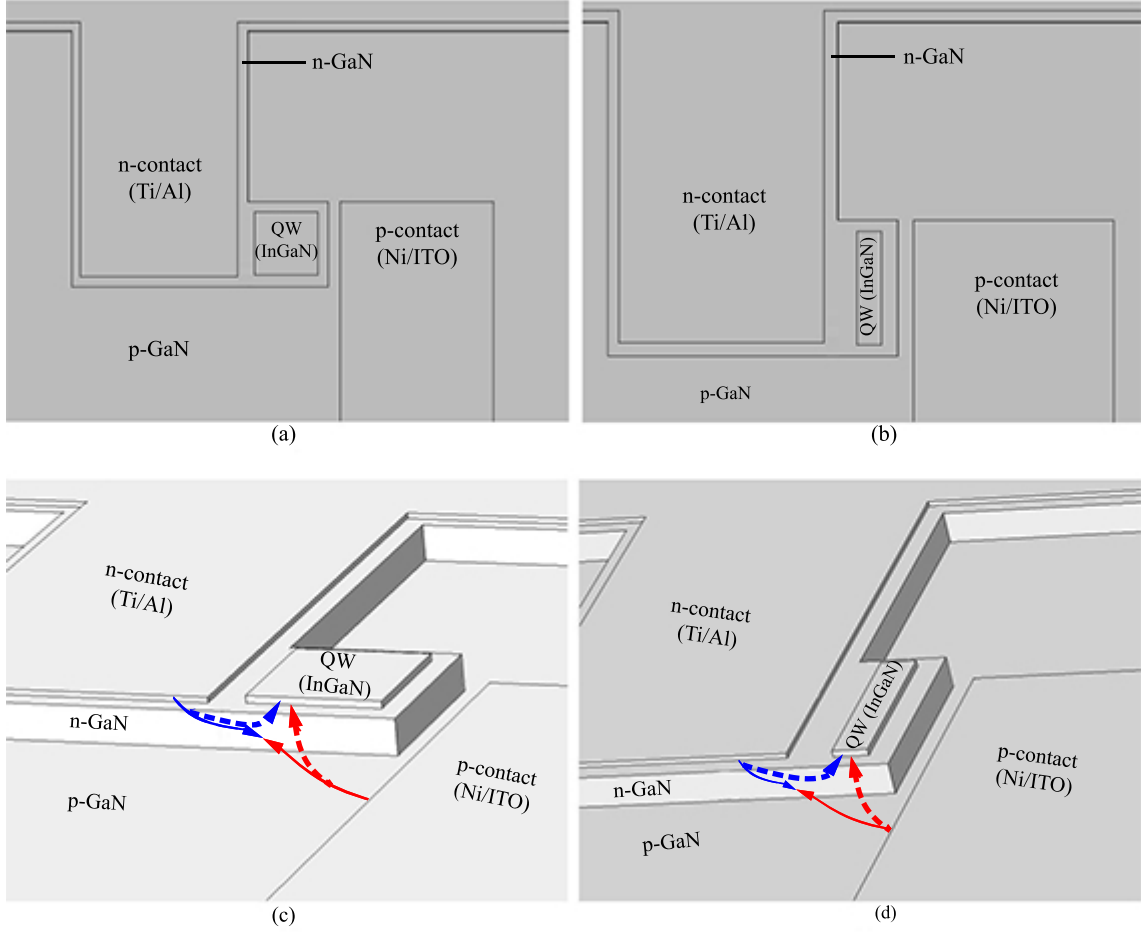 n-GaN
n-contact
(Ti/Al)
QW
(InGaN)
p-contact
(Ni/ITO)
p-GaN
(a)
n-GaN
n-contact
(Ti/Al)
QW (InGaN)
p-contact
(Ni/ITO)
p-GaN
(b)
n-contact
(Ti/Al)
QW
(InGaN)
n-GaN
p-GaN
p-contact
(Ni/ITO)
(c)
n-contact
(Ti/Al)
QW (InGaN)
n-GaN
p-GaN
p-contact
(Ni/ITO)
(d)